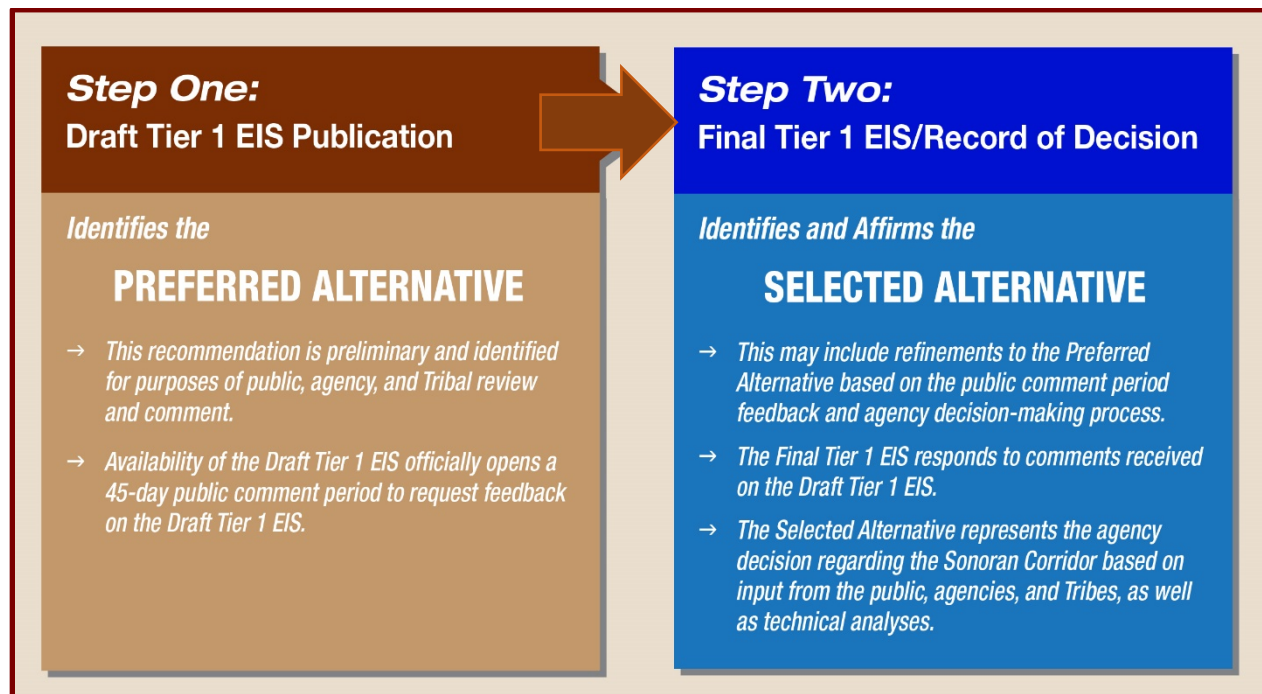 Step One:
Draft Tier 1 EIS Publication
Identifies the
PREFERRED ALTERNATIVE
→ This recommendation is preliminary and identified
for purposes of public, agency, and Tribal review
and comment.
→ Availability of the Draft Tier 1 EIS officially opens a
45-day public comment period to request feedback
on the Draft Tier 1 EIS.
Step Two:
Final Tier 1 EIS/Record of Decision
Identifies and Affirms the
SELECTED ALTERNATIVE
→ This may include refinements to the Preferred
Alternative based on the public comment period
feedback and agency decision-making process.
→ The Final Tier 1 EIS responds to comments received
on the Draft Tier 1 EIS.
→ The Selected Alternative represents the agency
decision regarding the Sonoran Corridor based on
input from the public, agencies, and Tribes, as well
as technical analyses.